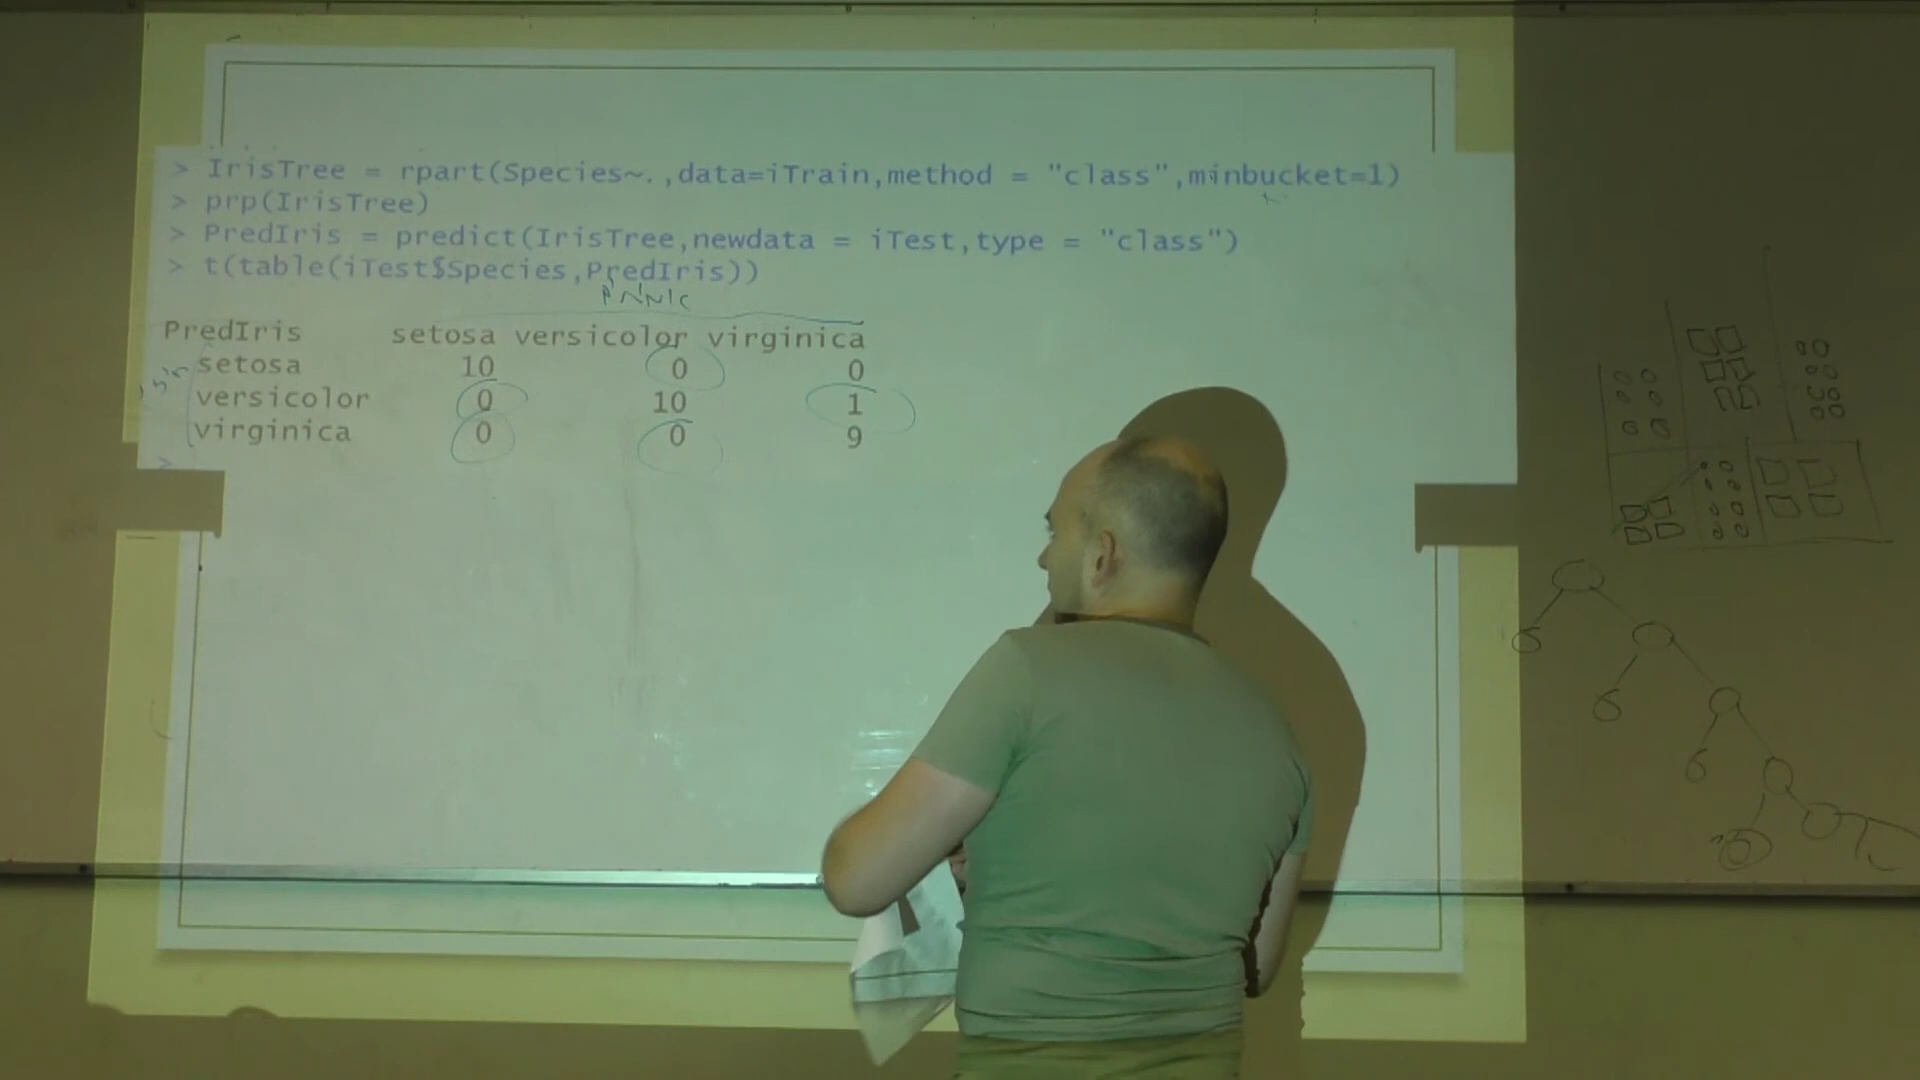 > IrisTree = rpart(Species~.,data=iTrain,method = "class",minbucket=1)
> prp(IrisTree)
> PredIris = predict(IrisTree,newdata = iTest,type = "class")
> t(table(iTest$Species,PredIris))
PredIris setosa versicolor virginica
setosa 10 0 0
versicolor 0 10 1
virginica 0 0 9
>